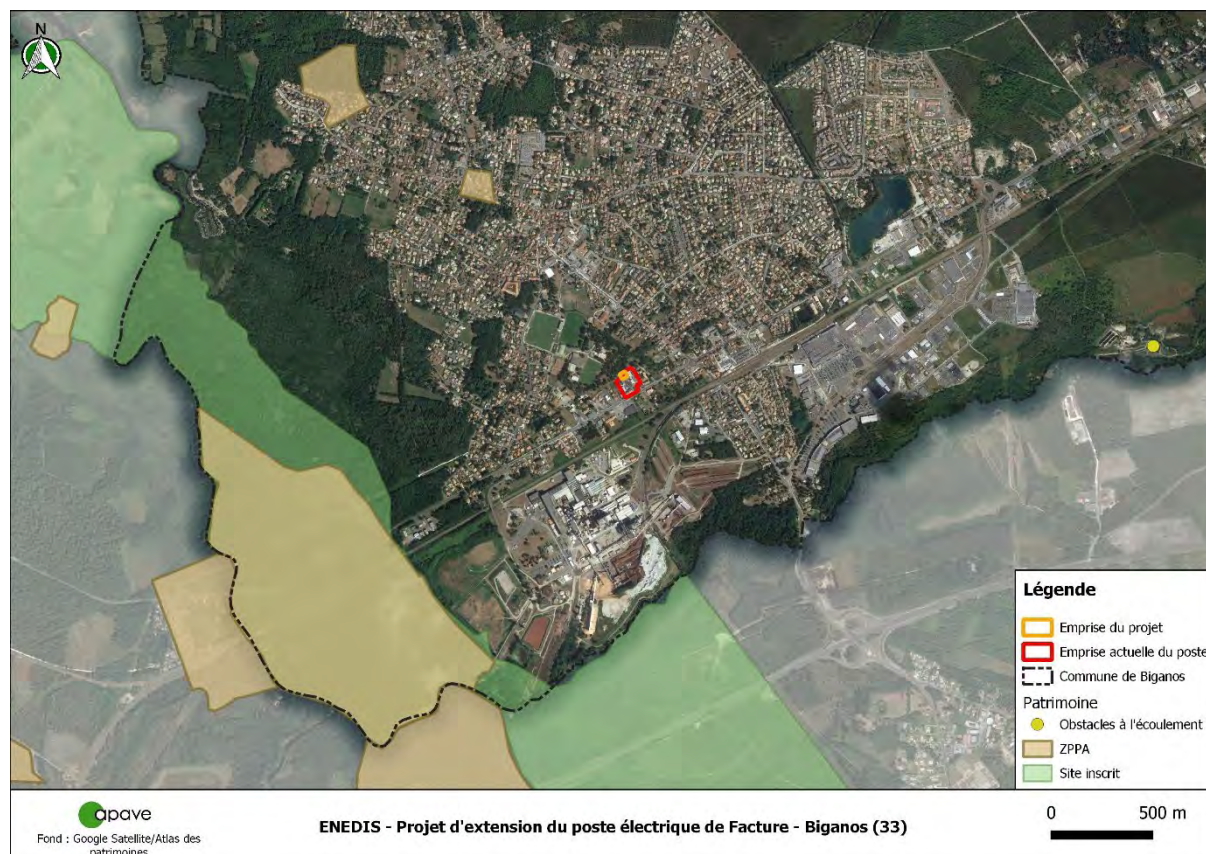 N
Légende
Emprise du projet
Emprise actuelle du poste
Commune de Biganos
Patrimoine
Obstacles à l'écoulement
ZPPA
Site inscrit
apave
Fond : Google Satellite/Atlas des
patrimoines
ENEDIS - Projet d'extension du poste électrique de Facture - Biganos (33)
0 500 m